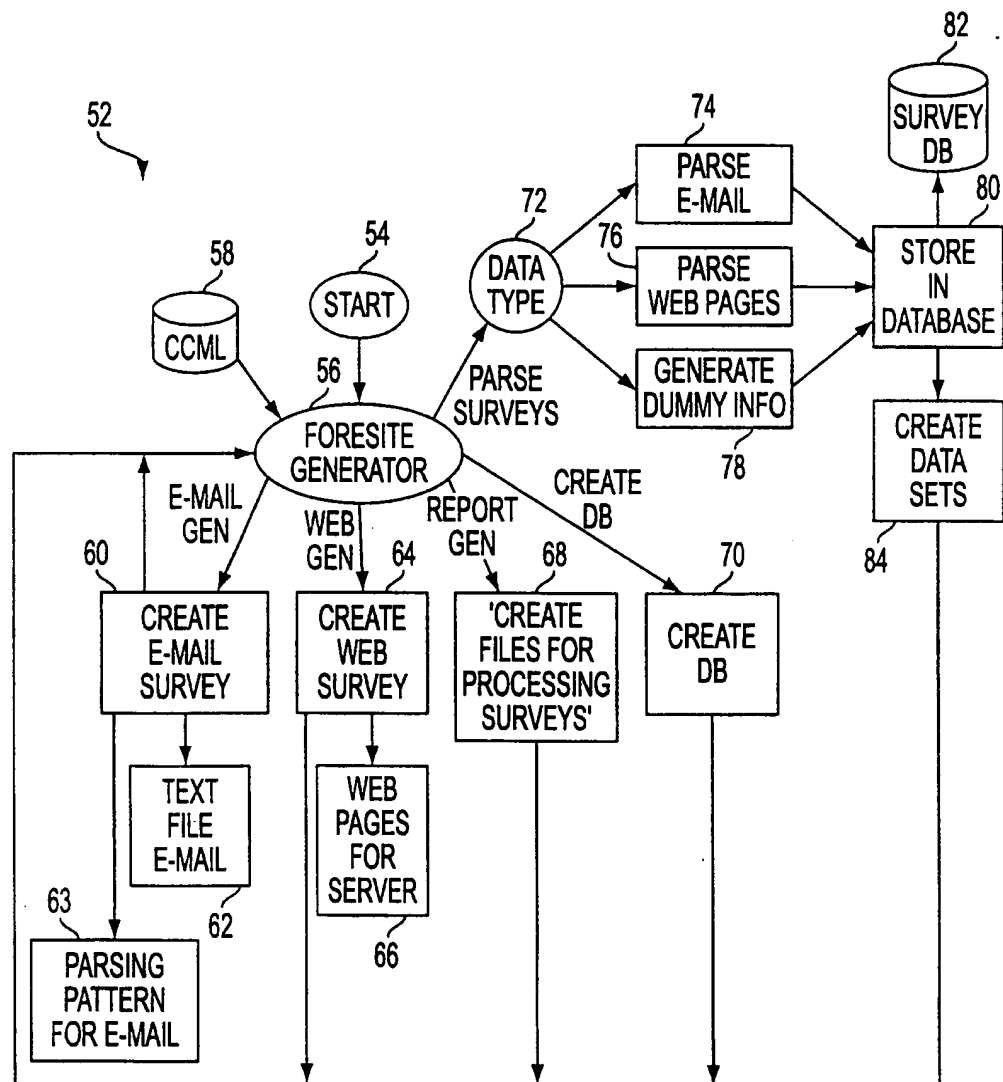 82
SURVEY
DB
52
74
PARSE
E-MAIL
80
STORE
IN
DATABASE
72
DATA
TYPE
76
PARSE
WEB PAGES
54
START
58
CCML
GENERATE
DUMMY INFO
78
PARSE
SURVEYS
56
FORESITE
GENERATOR
CREATE
DATA
SETS
84
E-MAIL
GEN
WEB
GEN
REPORT
GEN
CREATE
DB
60
CREATE
E-MAIL
SURVEY
64
CREATE
WEB
SURVEY
68
'CREATE
FILES FOR
PROCESSING
SURVEYS'
70
CREATE
DB
TEXT
FILE
E-MAIL
62
WEB
PAGES
FOR
SERVER
66
63
PARSING
PATTERN
FOR E-MAIL